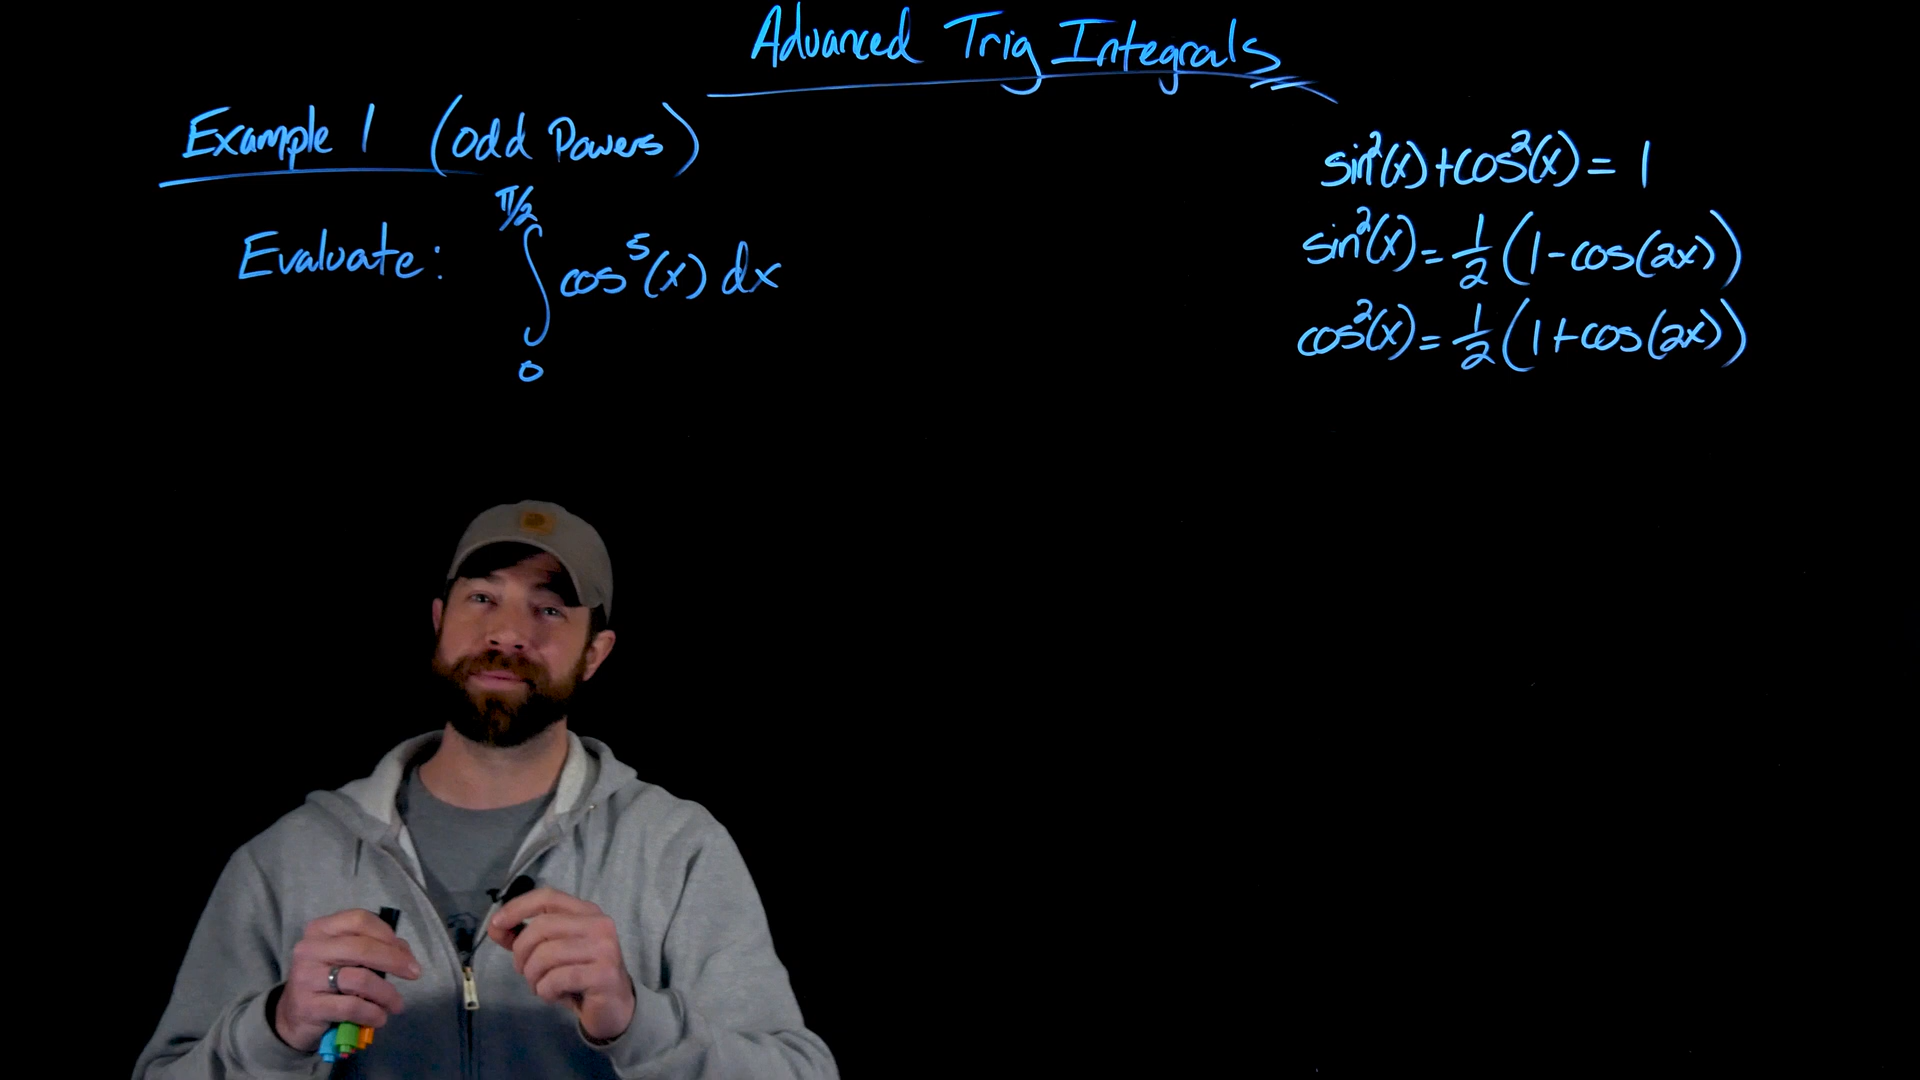 Advanced Trig Integrals
Example 1 (Odd Powers)
Evaluate: ∫₀^{π/2} cos⁵(x) dx
sin²(x)+cos²(x) = 1
sin²(x) = 1/2 (1-cos(2x))
cos²(x) = 1/2 (1+cos(2x))